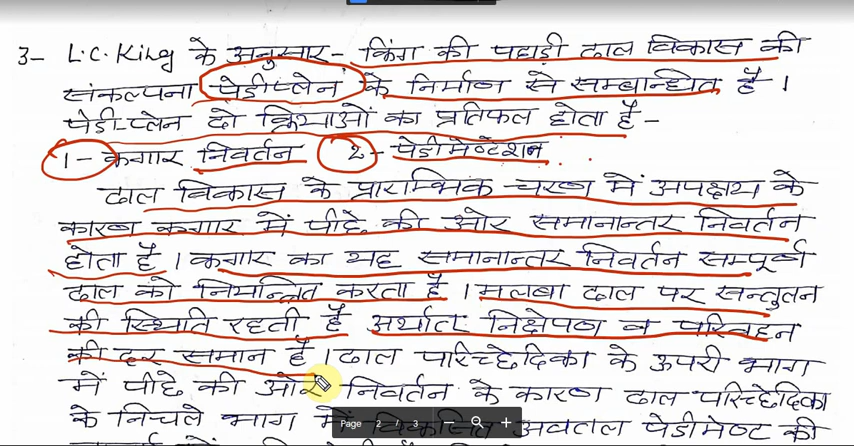 3- L.C. King के अनुसार - किंग की पहाड़ी ढाल विकास की
संकल्पना पेडीप्लेन के निर्माण से सम्बान्धित है।
पेडी-प्लेन दो क्रियाओं का प्रतिफल होता है-
1- कगार निवर्तन 2- पेडीमेण्टेशन
ढाल विकास के प्रारम्भिक चरण में अपक्षय के
कारण कगार में पीछे की ओर समानान्तर निवर्तन
होता है। कगार का यह समानान्तर निवर्तन सम्पूर्ण
ढाल को नियन्त्रित करता है। मलबा ढाल पर सन्तुलन
की स्थिति रहती है अर्थात निक्षेपण व परिवहन
की दर समान है। ढाल परिच्छेदिका के ऊपरी भाग
में पीछे की ओर निवर्तन के कारण ढाल परिच्छेदिका
के निचले भाग में विकसित अवतल पेडीमेण्ट की
Page 2 / 3